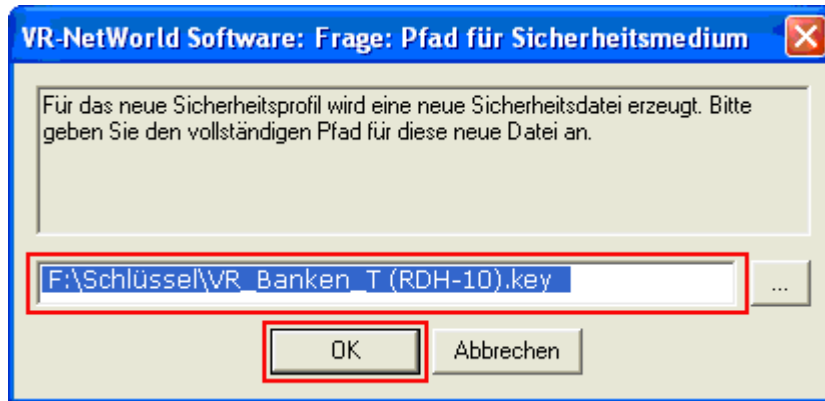 VR-NetWorld Software: Frage: Pfad für Sicherheitsmedium
Für das neue Sicherheitsprofil wird eine neue Sicherheitsdatei erzeugt. Bitte
geben Sie den vollständigen Pfad für diese neue Datei an.
F:\Schlüssel\VR_Banken_T (RDH-10).key
...
OK
Abbrechen